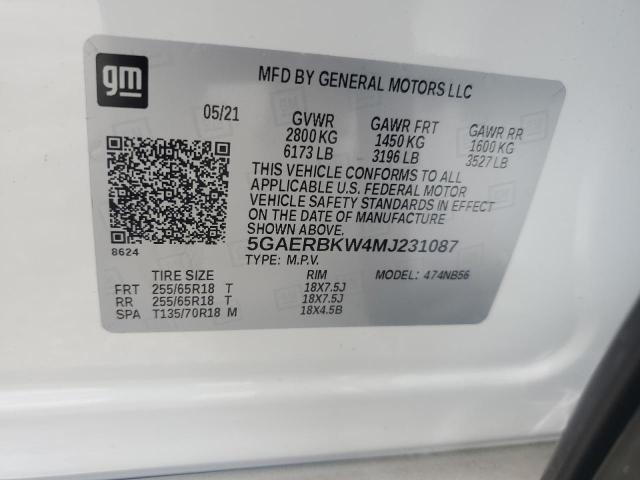 gm
MFD BY GENERAL MOTORS LLC
05/21 GVWR GAWR FRT GAWR RR
2800 KG 1450 KG 1600 KG
6173 LB 3196 LB 3527 LB
THIS VEHICLE CONFORMS TO ALL
APPLICABLE U.S. FEDERAL MOTOR
VEHICLE SAFETY STANDARDS IN EFFECT
ON THE DATE OF MANUFACTURE
SHOWN ABOVE.
8624 5GAERBKW4MJ231087
TYPE: M.P.V. MODEL: 474NB56
TIRE SIZE RIM
FRT 255/65R18 T 18X7.5J
RR 255/65R18 T 18X7.5J
SPA T135/70R18 M 18X4.5B